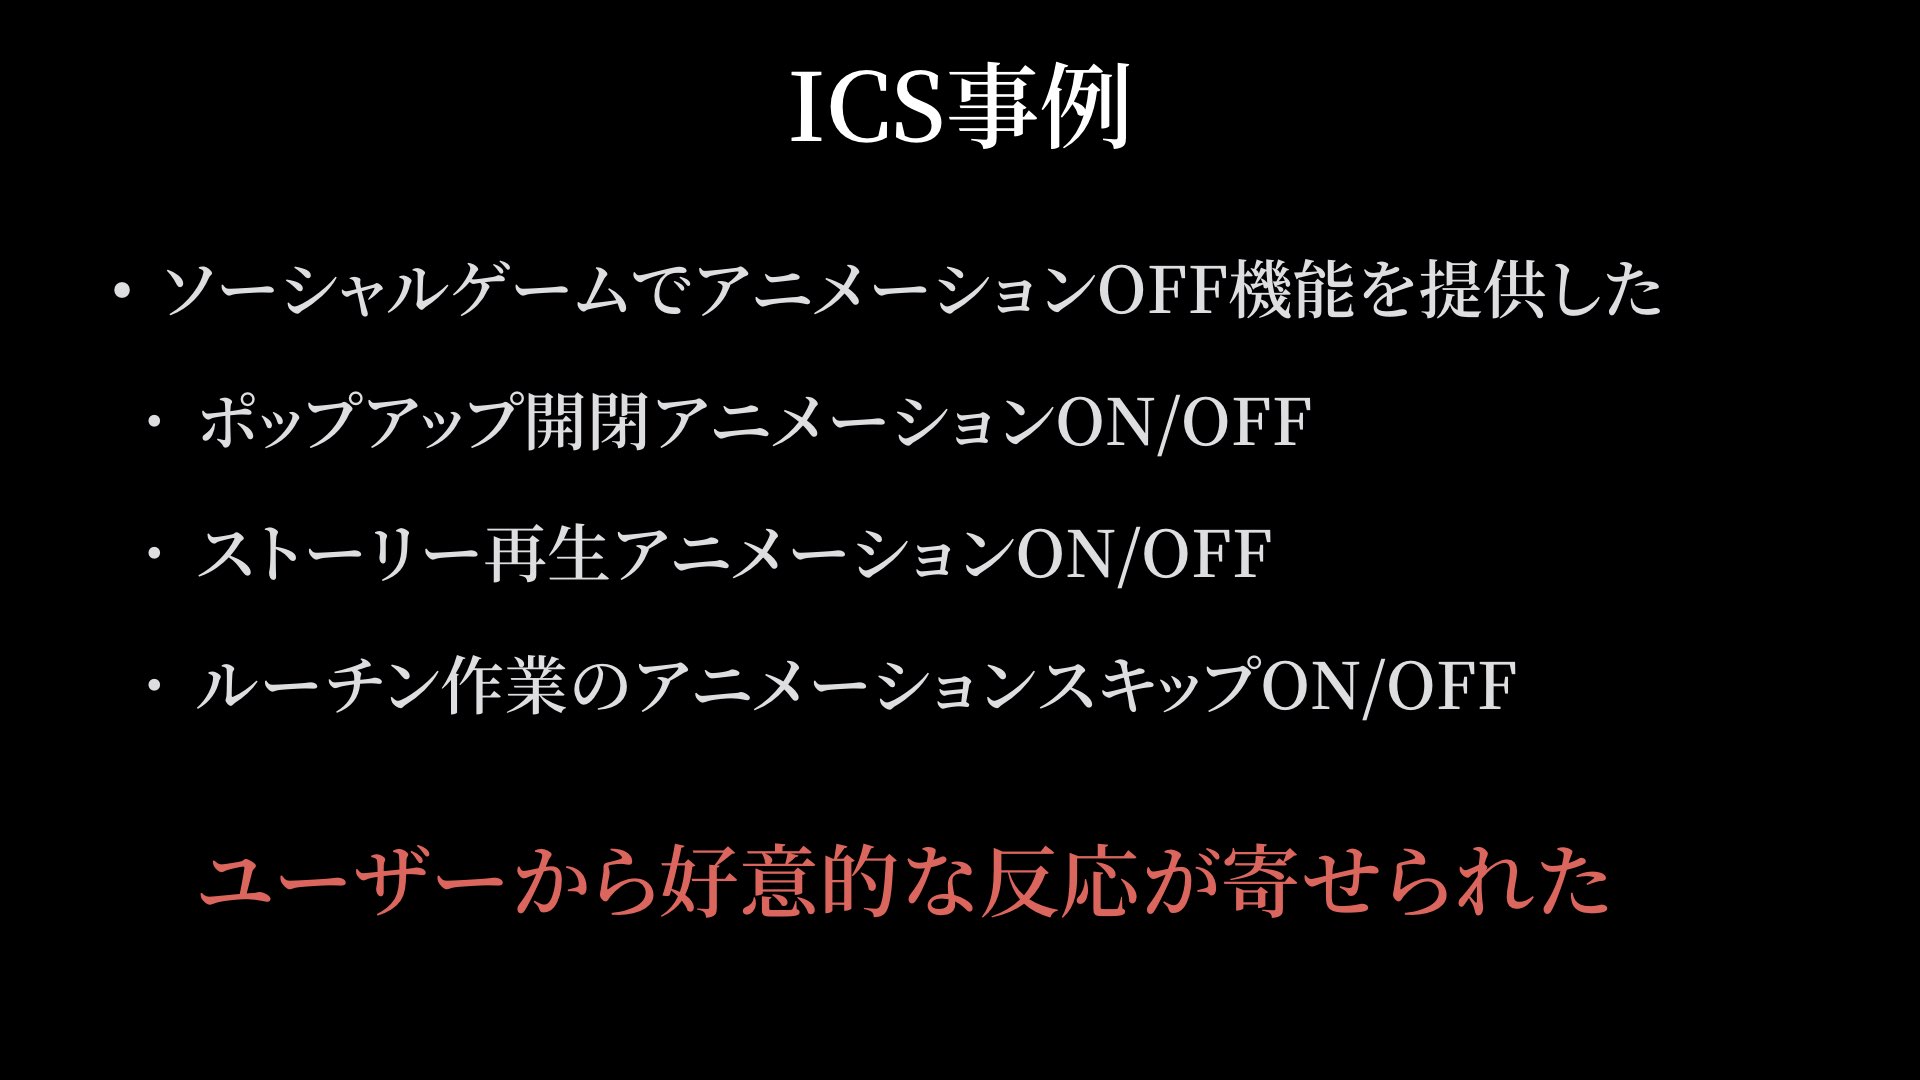 ICS事例
・ソーシャルゲームでアニメーションOFF機能を提供した
・ポップアップ開閉アニメーションON/OFF
・ストーリー再生アニメーションON/OFF
・ルーチン作業のアニメーションスキップON/OFF
ユーザーから好意的な反応が寄せられた